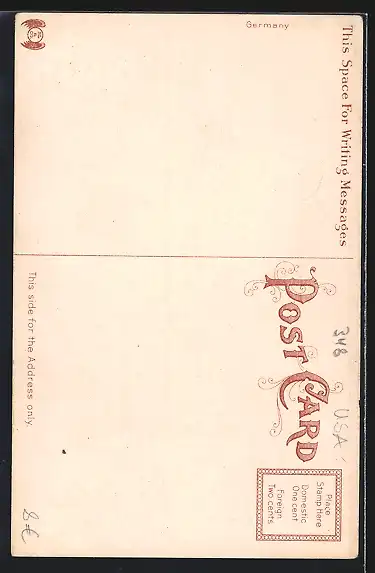 Germany
This Space For Writing Messages
POST CARD
348
USA
Place
Stamp Here
Domestic
One cent
Foreign
Two cents
This side for the Address only.
8€